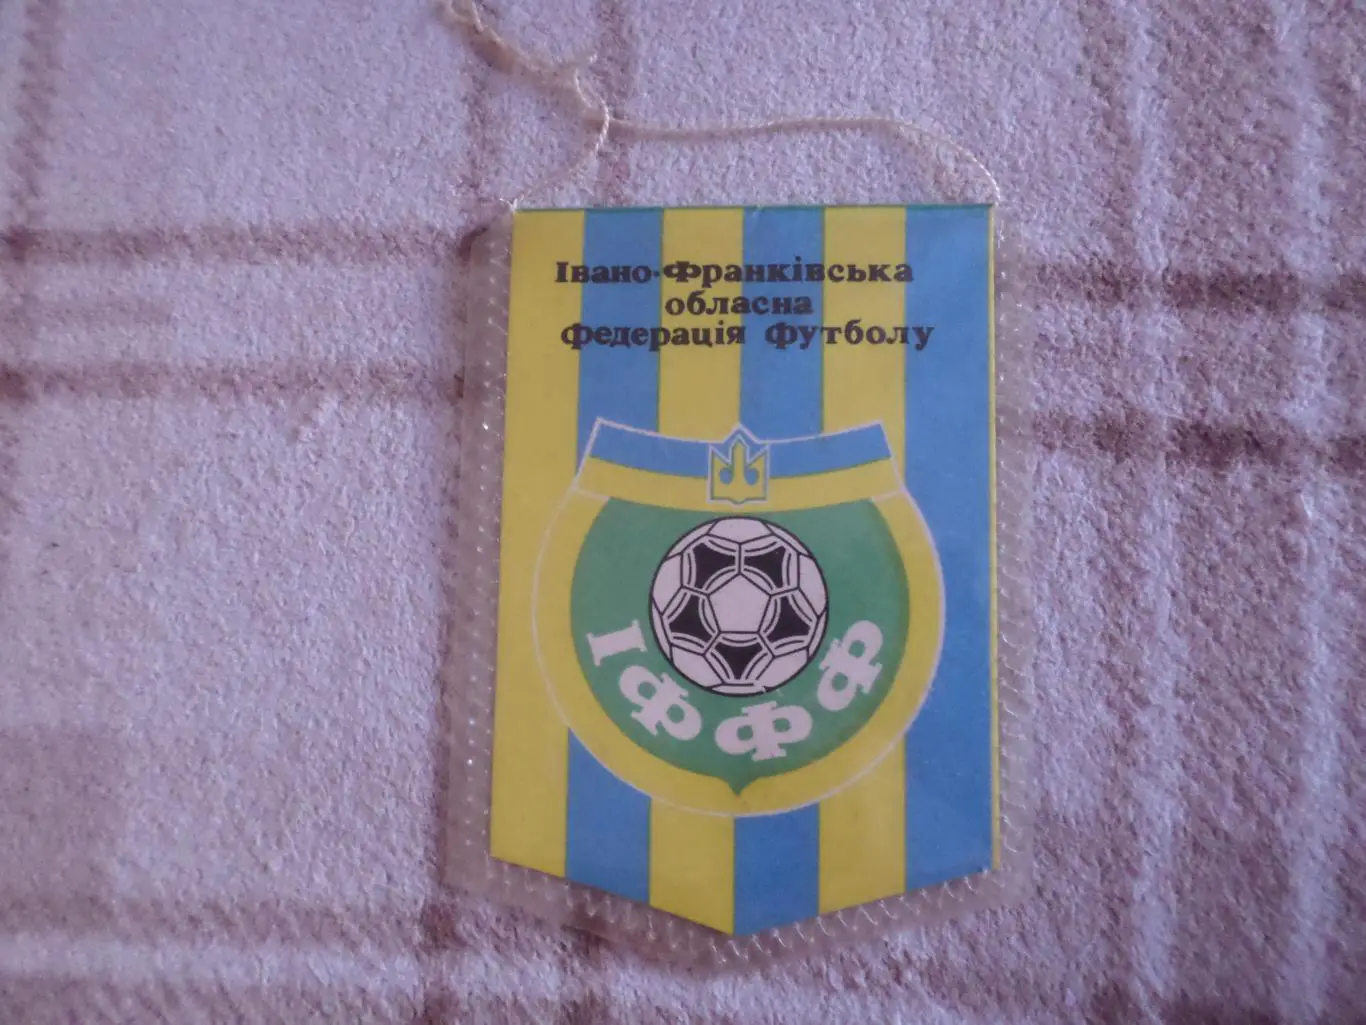 Івано-Франківська
обласна
федерація футболу
ІФФФ